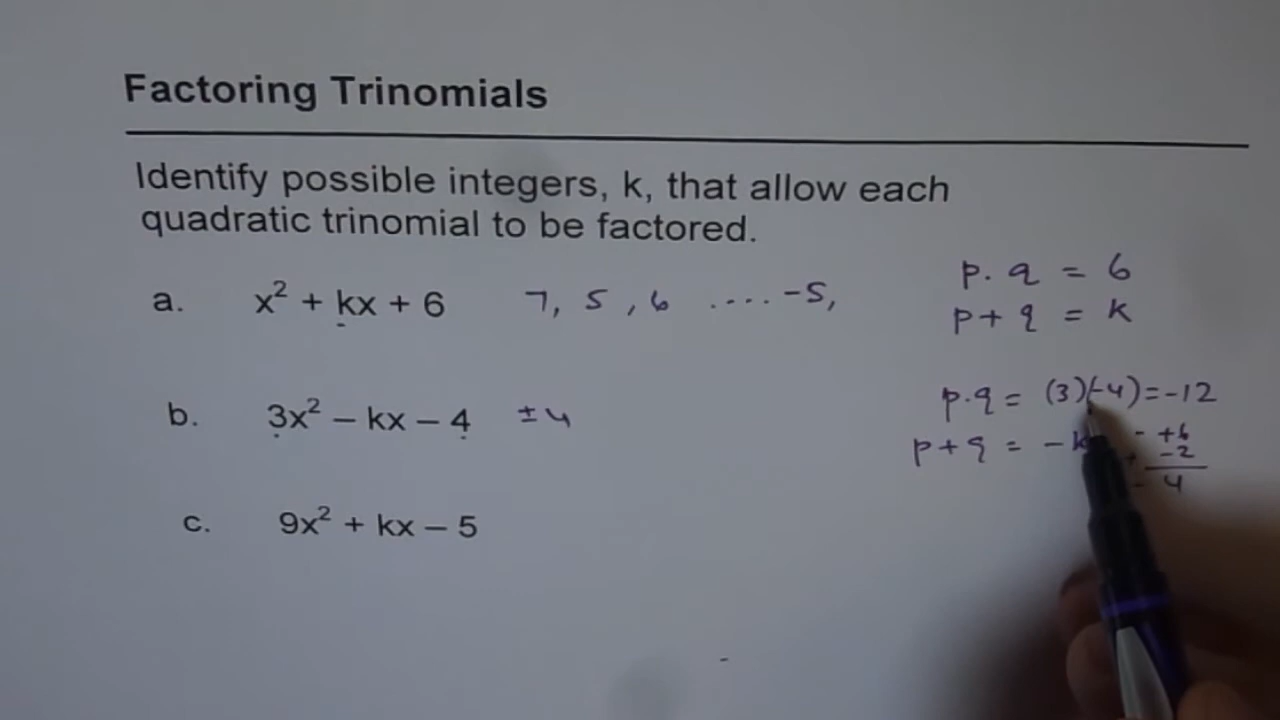 Factoring Trinomials
Identify possible integers, k, that allow each
quadratic trinomial to be factored.
a. x² + kx + 6 7, 5, 6 .... -5,
p. q = 6
p + q = k
b. 3x² – kx – 4 ±4
p.q = (3)(-4) = -12
p + q = - k
- +6
+ -2
- 4
c. 9x² + kx – 5